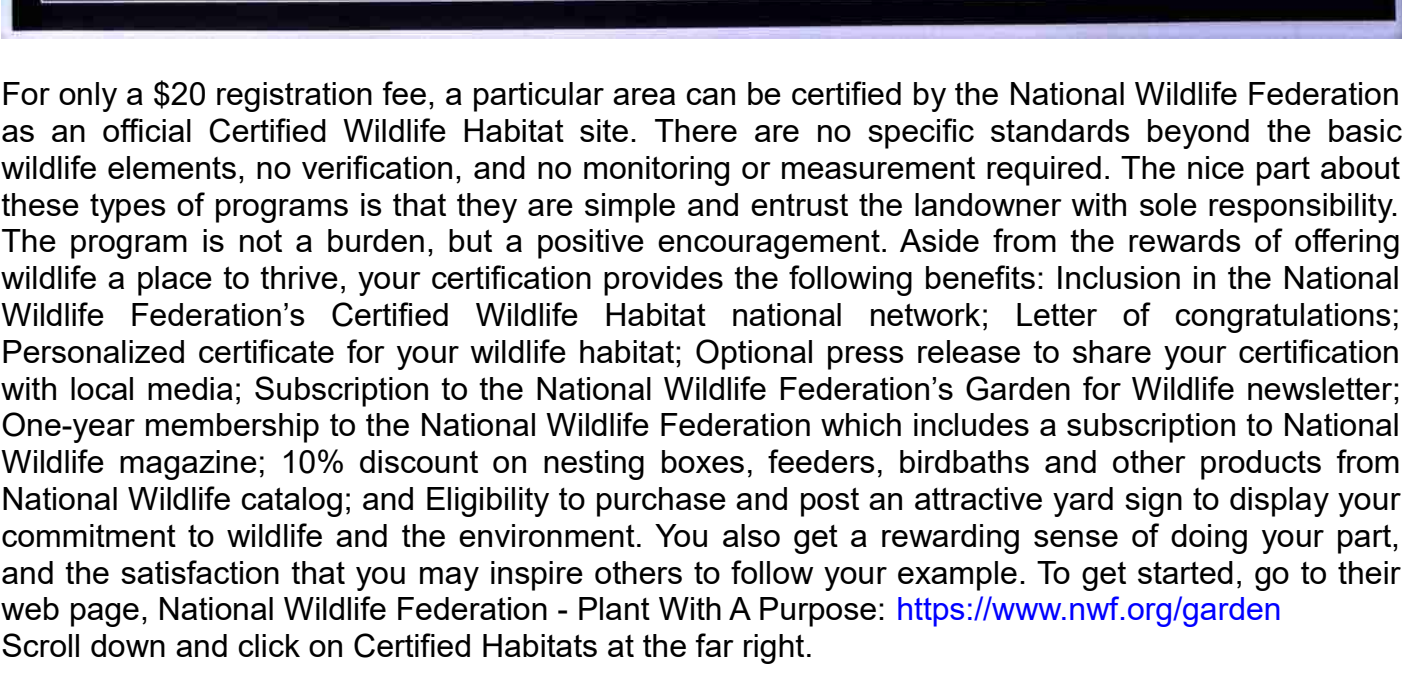 For only a $20 registration fee, a particular area can be certified by the National Wildlife Federation
as an official Certified Wildlife Habitat site. There are no specific standards beyond the basic
wildlife elements, no verification, and no monitoring or measurement required. The nice part about
these types of programs is that they are simple and entrust the landowner with sole responsibility.
The program is not a burden, but a positive encouragement. Aside from the rewards of offering
wildlife a place to thrive, your certification provides the following benefits: Inclusion in the National
Wildlife Federation’s Certified Wildlife Habitat national network; Letter of congratulations;
Personalized certificate for your wildlife habitat; Optional press release to share your certification
with local media; Subscription to the National Wildlife Federation’s Garden for Wildlife newsletter;
One-year membership to the National Wildlife Federation which includes a subscription to National
Wildlife magazine; 10% discount on nesting boxes, feeders, birdbaths and other products from
National Wildlife catalog; and Eligibility to purchase and post an attractive yard sign to display your
commitment to wildlife and the environment. You also get a rewarding sense of doing your part,
and the satisfaction that you may inspire others to follow your example. To get started, go to their
web page, National Wildlife Federation - Plant With A Purpose: https://www.nwf.org/garden
Scroll down and click on Certified Habitats at the far right.